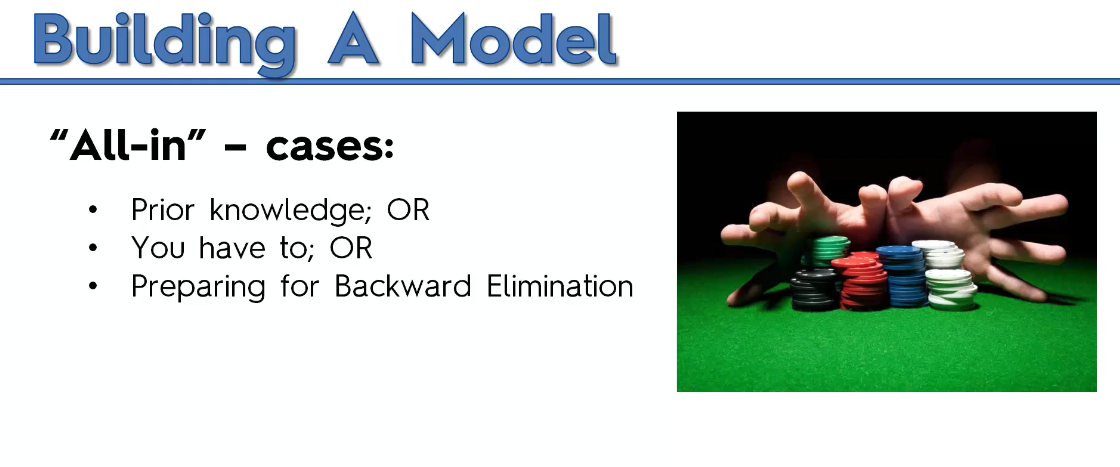 Building A Model
“All-in” – cases:
• Prior knowledge; OR
• You have to; OR
• Preparing for Backward Elimination